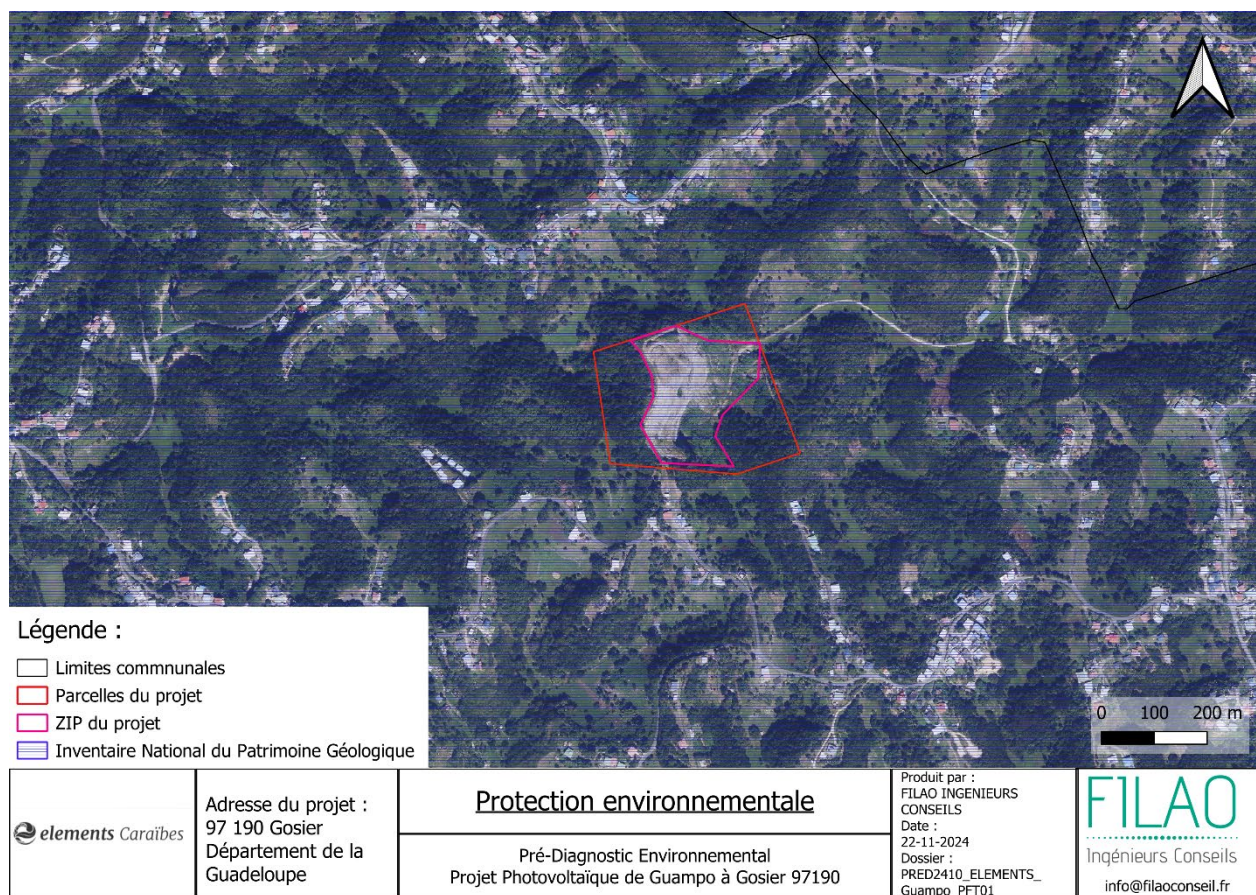 Légende :
Limites commnunales
Parcelles du projet
ZIP du projet
Inventaire National du Patrimoine Géologique
0 100 200 m
elements Caraïbes
Adresse du projet :
97 190 Gosier
Département de la
Guadeloupe
Protection environnementale
Pré-Diagnostic Environnemental
Projet Photovoltaïque de Guampo à Gosier 97190
Produit par :
FILAO INGENIEURS
CONSEILS
Date :
22-11-2024
Dossier :
PRED2410_ELEMENTS_
Guampo_PFT01
FILAO
Ingénieurs Conseils
info@filaoconseil.fr